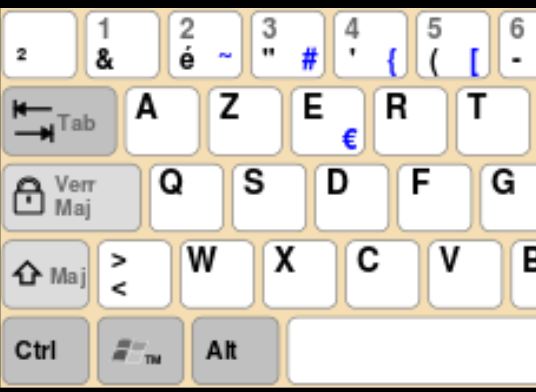 1 2 3 4 5 6
² & é ~ " # ' { ( [ -
Tab A Z E € R T
Verr Maj Q S D F G
Maj > < W X C V B
Ctrl TM Alt